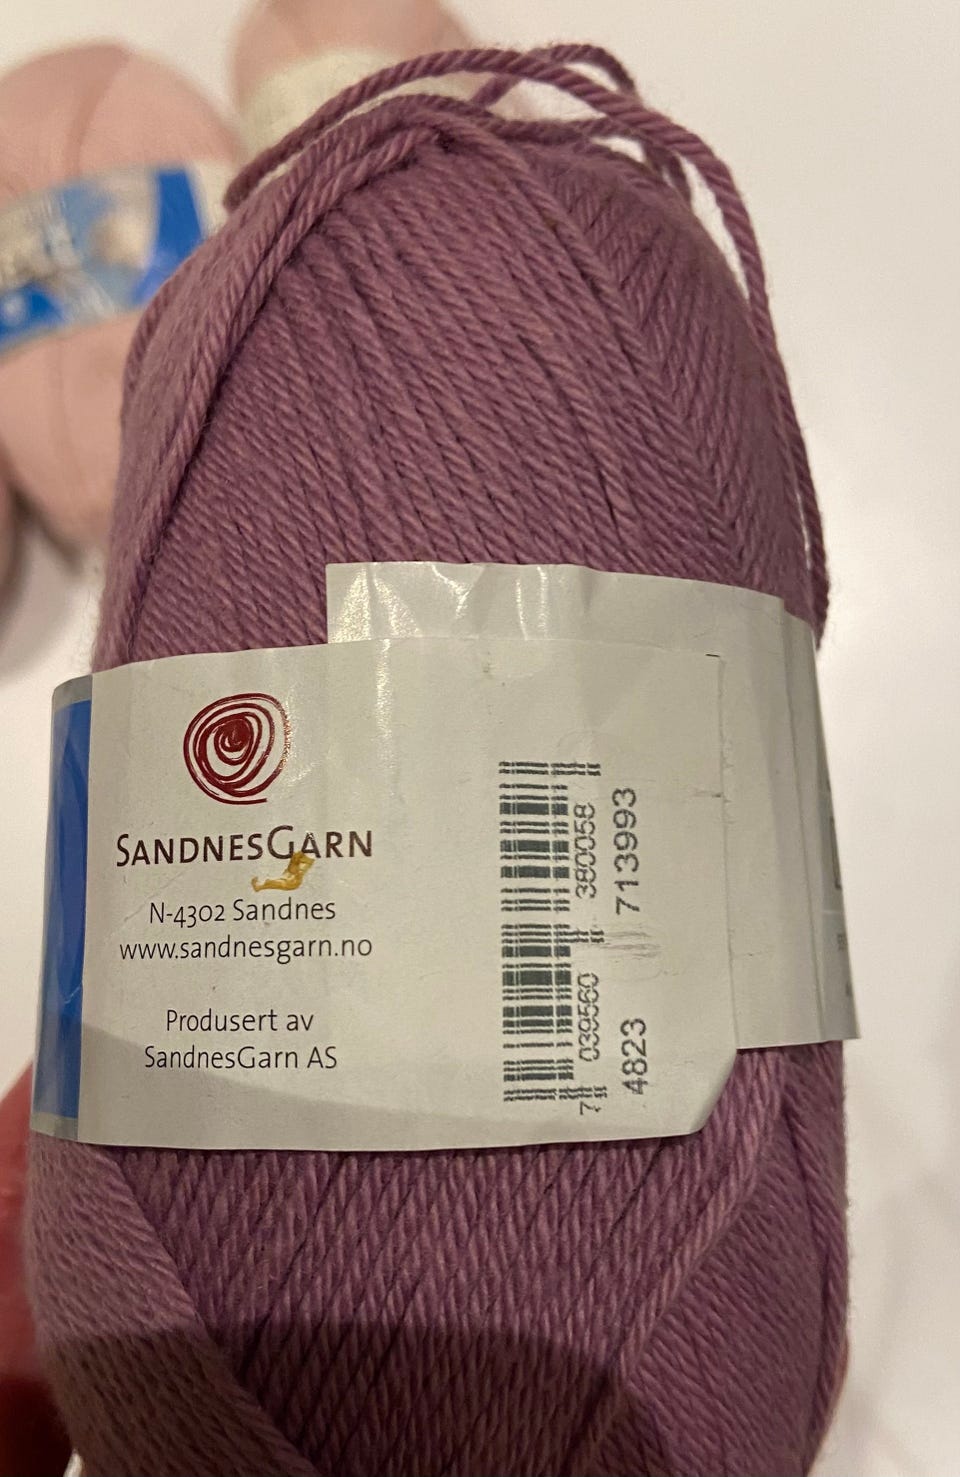 SANDNESGARN
N-4302 Sandnes
www.sandnesgarn.no
Produsert av
SandnesGarn AS
7 039560 380058
4823 713993